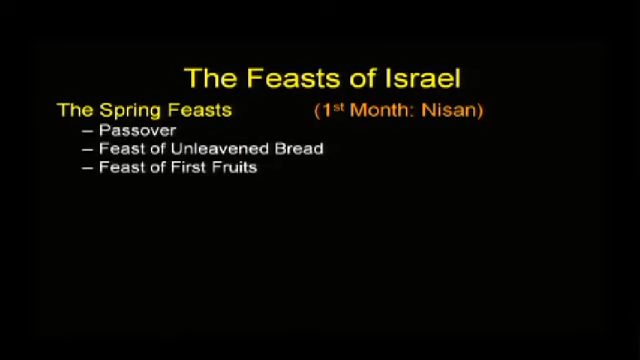 The Feasts of Israel
The Spring Feasts (1st Month: Nisan)
– Passover
– Feast of Unleavened Bread
– Feast of First Fruits